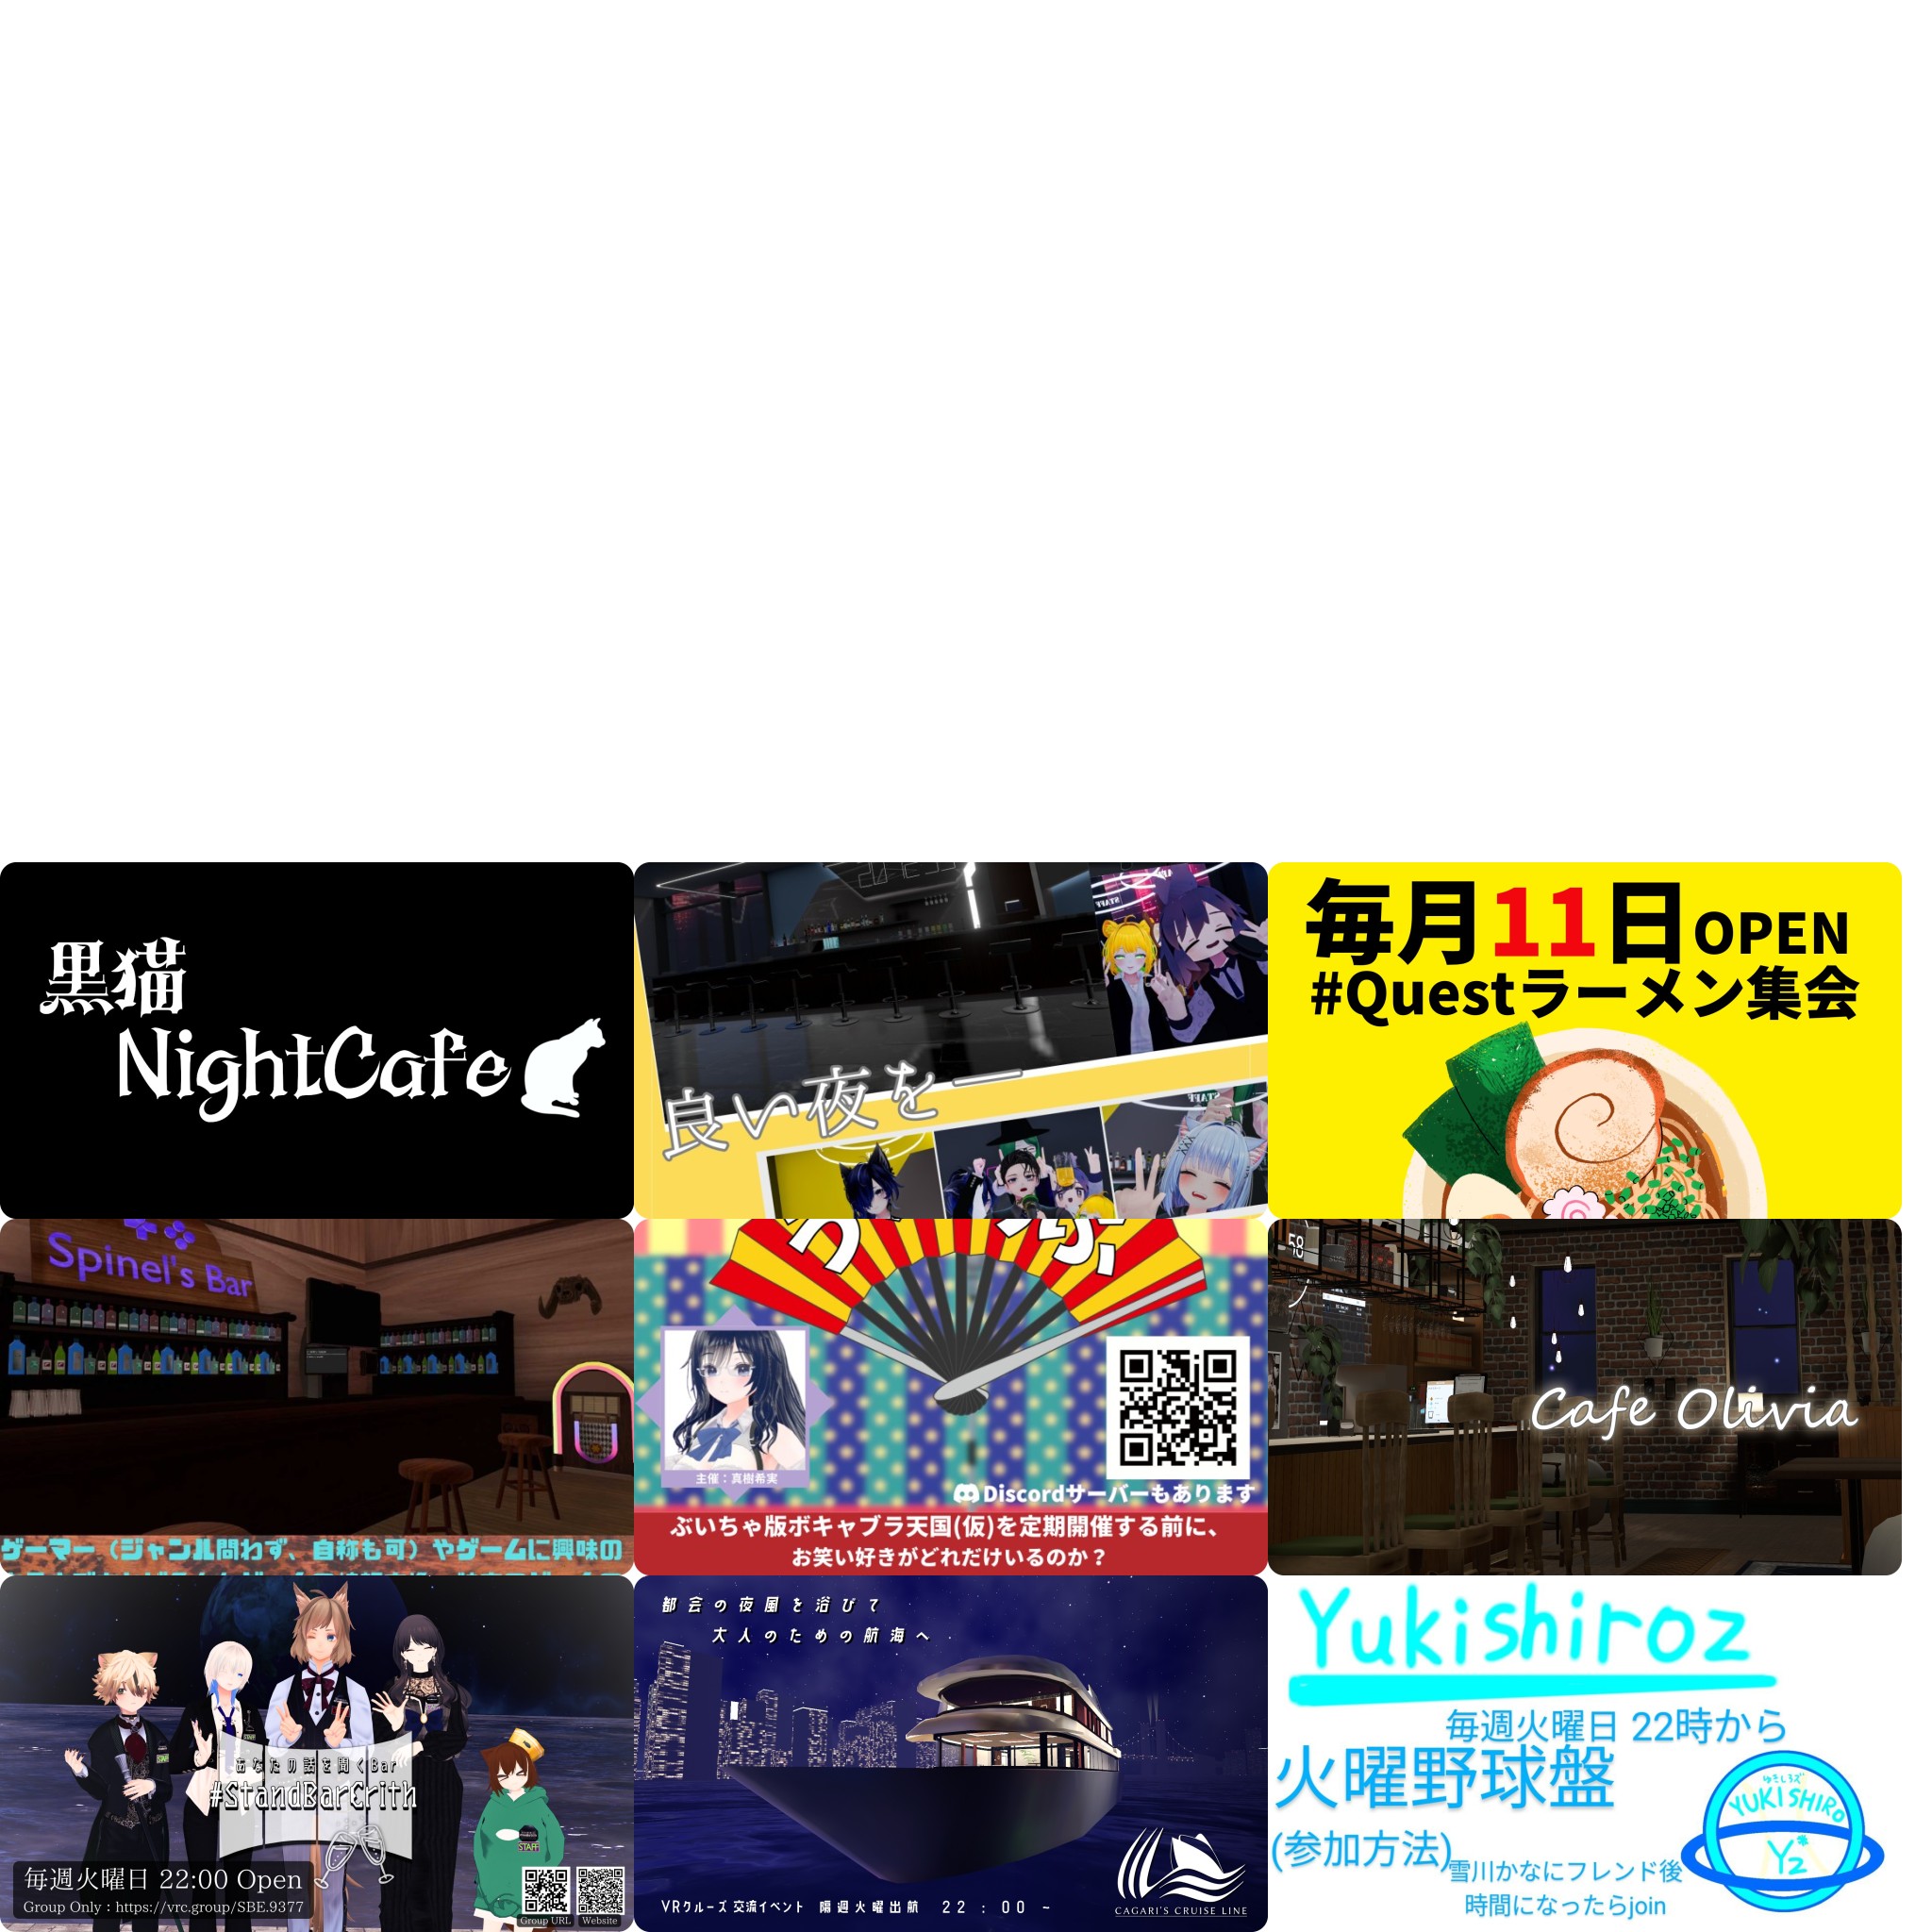 黒猫
NightCafe
良い夜を―
毎月11日OPEN
#Questラーメン集会
Spinel's Bar
ゲーマー（ジャンル問わず、自称も可）やゲームに興味の
主催：真樹希実
Discordサーバーもあります
ぶいちゃ版ボキャブラ天国(仮)を定期開催する前に、
お笑い好きがどれだけいるのか？
58
Cafe Olivia
あなたの話を聞くBar
#StandBarCrith
STAFF
毎週火曜日 22:00 Open
Group Only：https://vrc.group/SBE.9377
Group URL
Website
都会の夜風を浴びて
大人のための航海へ
VRクルーズ 交流イベント 隔週火曜出航 22：00～
CAGARI'S CRUISE LINE
Yukishiroz
毎週火曜日 22時から
火曜野球盤
(参加方法)
雪川かなにフレンド後
時間になったらjoin
ゆきしろズ
YUKISHIRO
Y²